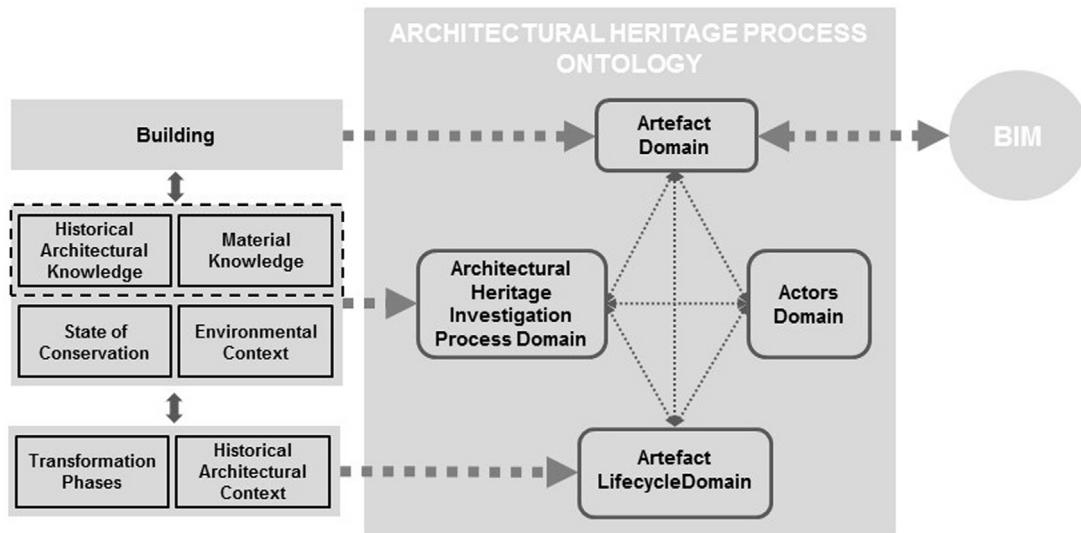 ARCHITECTURAL HERITAGE PROCESS
ONTOLOGY
Building
Artefact
Domain
BIM
Historical
Architectural
Knowledge
Material
Knowledge
Architectural
Heritage
Investigation
Process Domain
Actors
Domain
State of
Conservation
Environmental
Context
Transformation
Phases
Historical
Architectural
Context
Artefact
LifecycleDomain